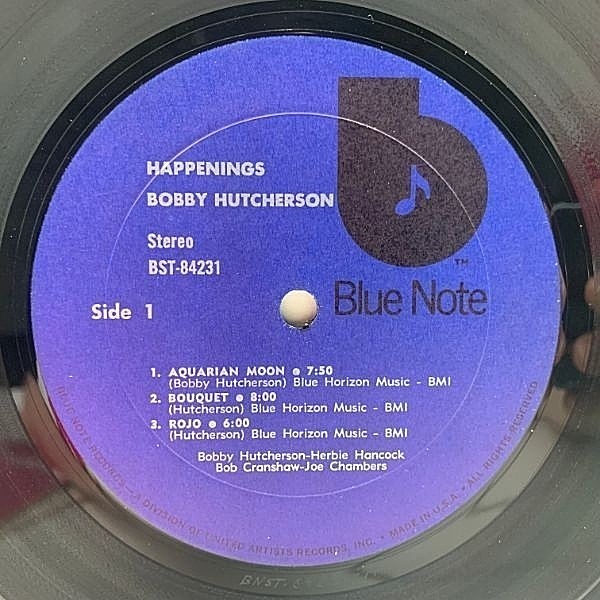 HAPPENINGS
BOBBY HUTCHERSON
Stereo
BST-84231
Side 1
b
TM
Blue Note
1. AQUARIAN MOON ● 7:50
(Bobby Hutcherson) Blue Horizon Music - BMI
2. BOUQUET ● 8:00
(Hutcherson) Blue Horizon Music - BMI
3. ROJO ● 6:00
(Hutcherson) Blue Horizon Music - BMI
Bobby Hutcherson-Herbie Hancock
Bob Cranshaw-Joe Chambers
BLUE NOTE RECORDS - A DIVISION OF UNITED ARTISTS RECORDS, INC. • MADE IN U.S.A. • ALL RIGHTS RESERVED